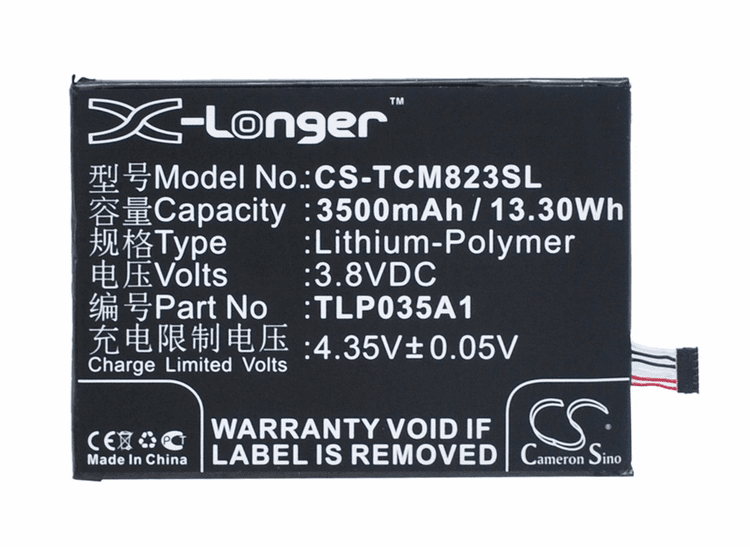 X-Longer™
型号Model No.:CS-TCM823SL
容量Capacity :3500mAh / 13.30Wh
规格Type :Lithium-Polymer
电压Volts :3.8VDC
编号Part No :TLP035A1
充电限制电压 :4.35V±0.05V
Charge Limited Volts
CE
Made In China
WARRANTY VOID IF
LABEL IS REMOVED
CS
Cameron Sino